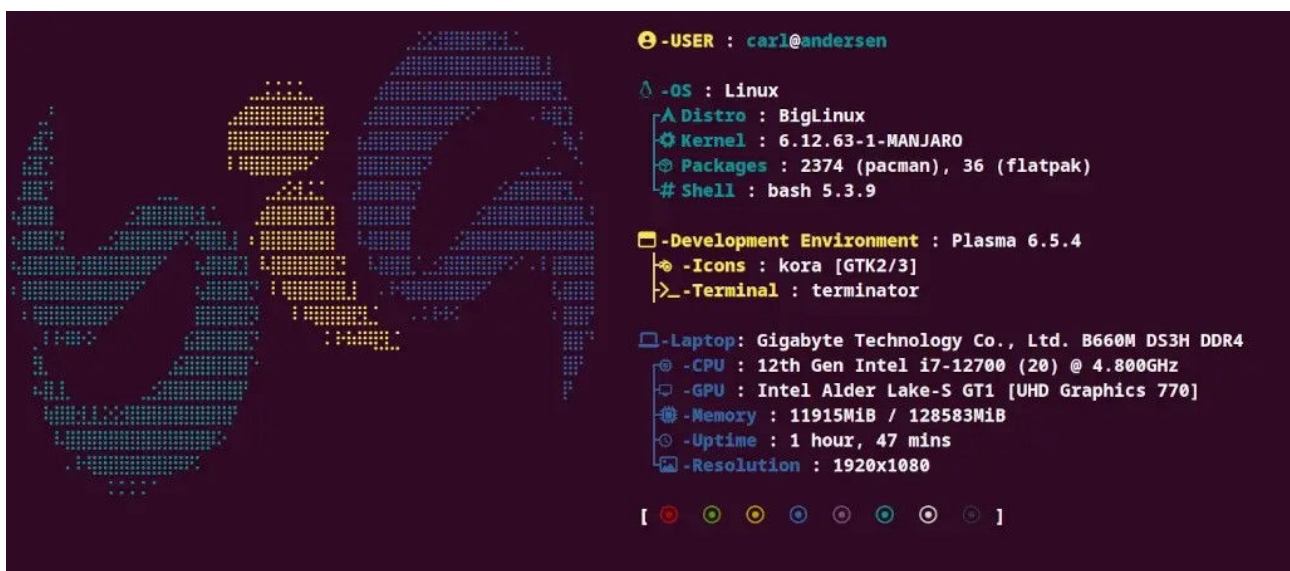 -USER : carl@andersen
-OS : Linux
Distro : BigLinux
Kernel : 6.12.63-1-MANJARO
Packages : 2374 (pacman), 36 (flatpak)
# Shell : bash 5.3.9
-Development Environment : Plasma 6.5.4
-Icons : kora [GTK2/3]
>_-Terminal : terminator
-Laptop: Gigabyte Technology Co., Ltd. B660M DS3H DDR4
-CPU : 12th Gen Intel i7-12700 (20) @ 4.800GHz
-GPU : Intel Alder Lake-S GT1 [UHD Graphics 770]
-Memory : 11915MiB / 128583MiB
-Uptime : 1 hour, 47 mins
-Resolution : 1920x1080
[ ]